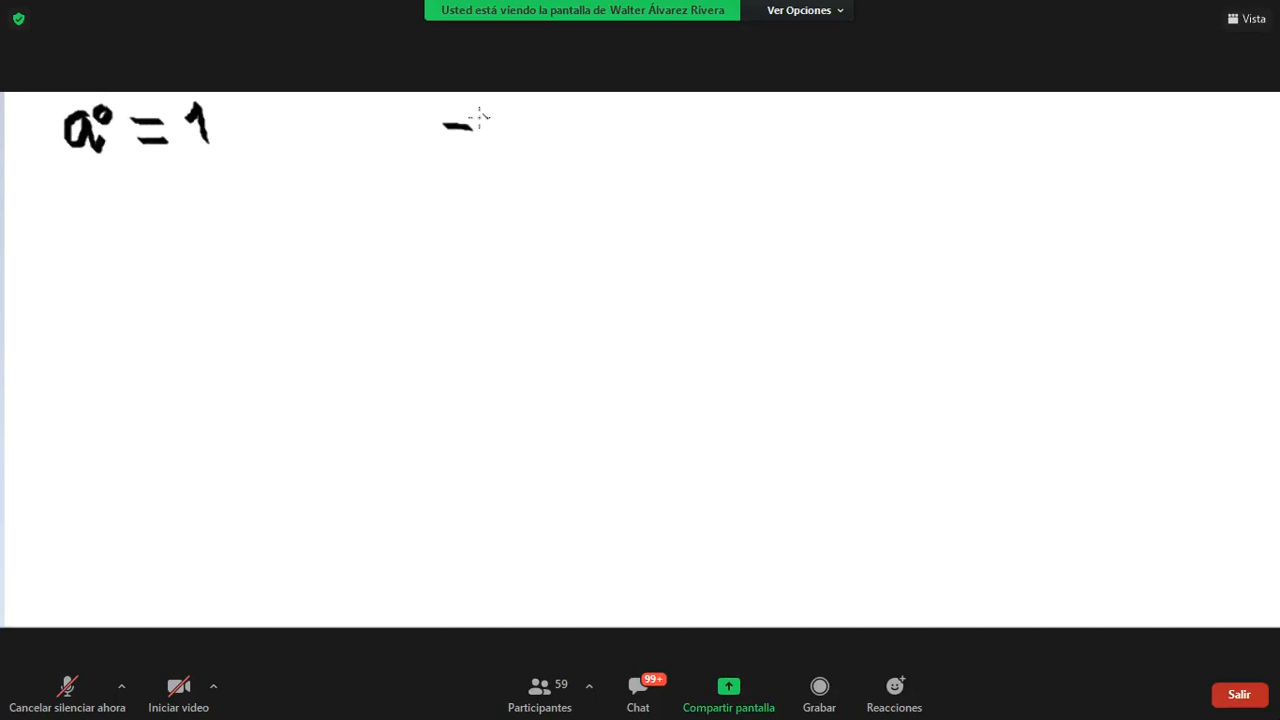 Usted está viendo la pantalla de Walter Álvarez Rivera Ver Opciones
Vista
a⁰ = 1 –
59 99+
Cancelar silenciar ahora Iniciar video Participantes Chat Compartir pantalla Grabar Reacciones Salir